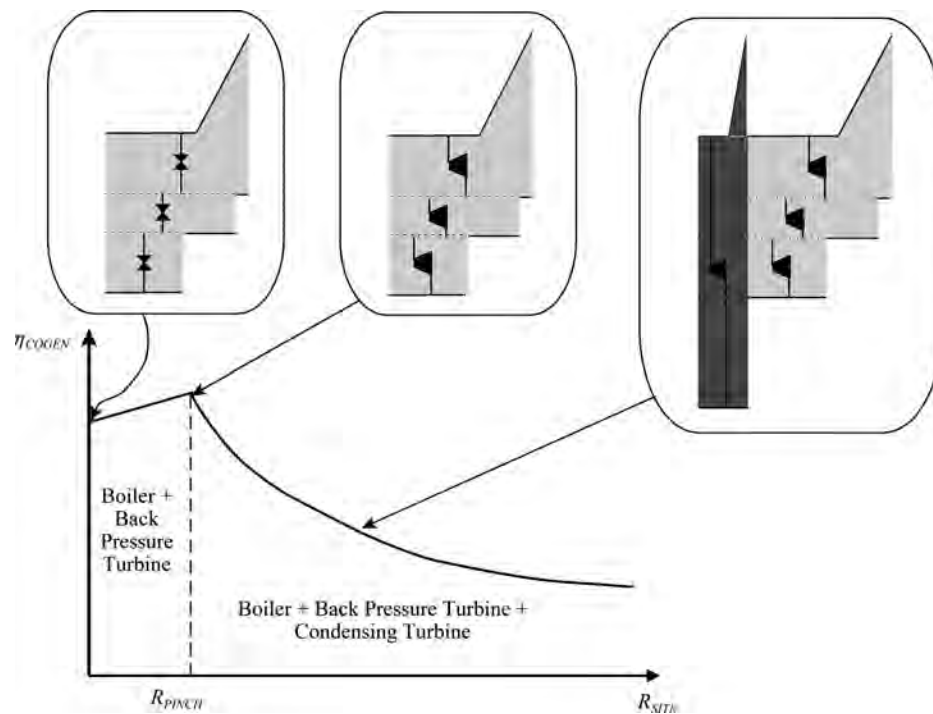 η_COGEN
Boiler +
Back
Pressure
Turbine
Boiler + Back Pressure Turbine +
Condensing Turbine
R_PINCH
R_SITE